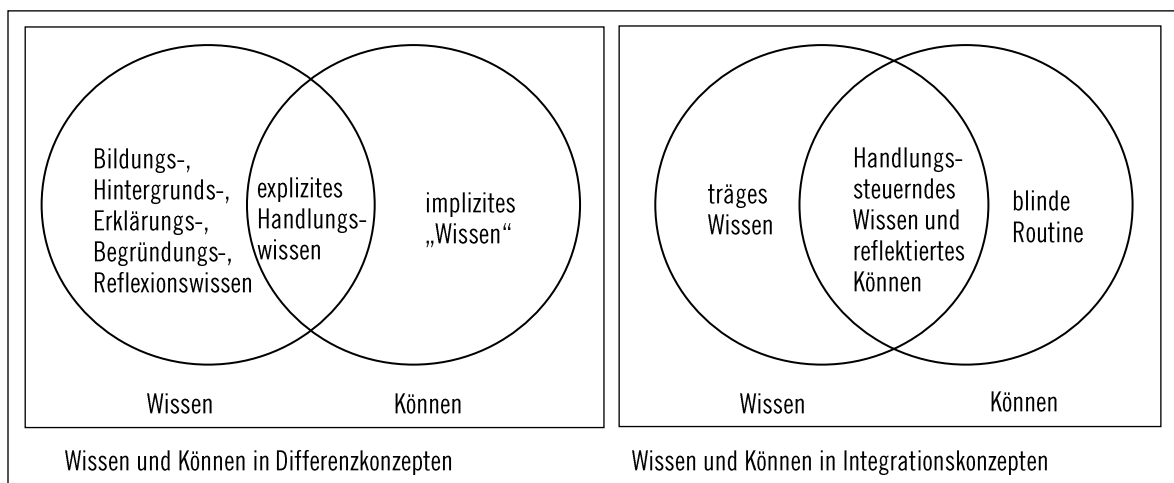 Bildungs-,
Hintergrunds-,
Erklärungs-,
Begründungs-,
Reflexionswissen
explizites
Handlungs-
wissen
implizites
„Wissen“
Wissen
Können
Wissen und Können in Differenzkonzepten
träges
Wissen
Handlungs-
steuerndes
Wissen und
reflektiertes
Können
blinde
Routine
Wissen
Können
Wissen und Können in Integrationskonzepten